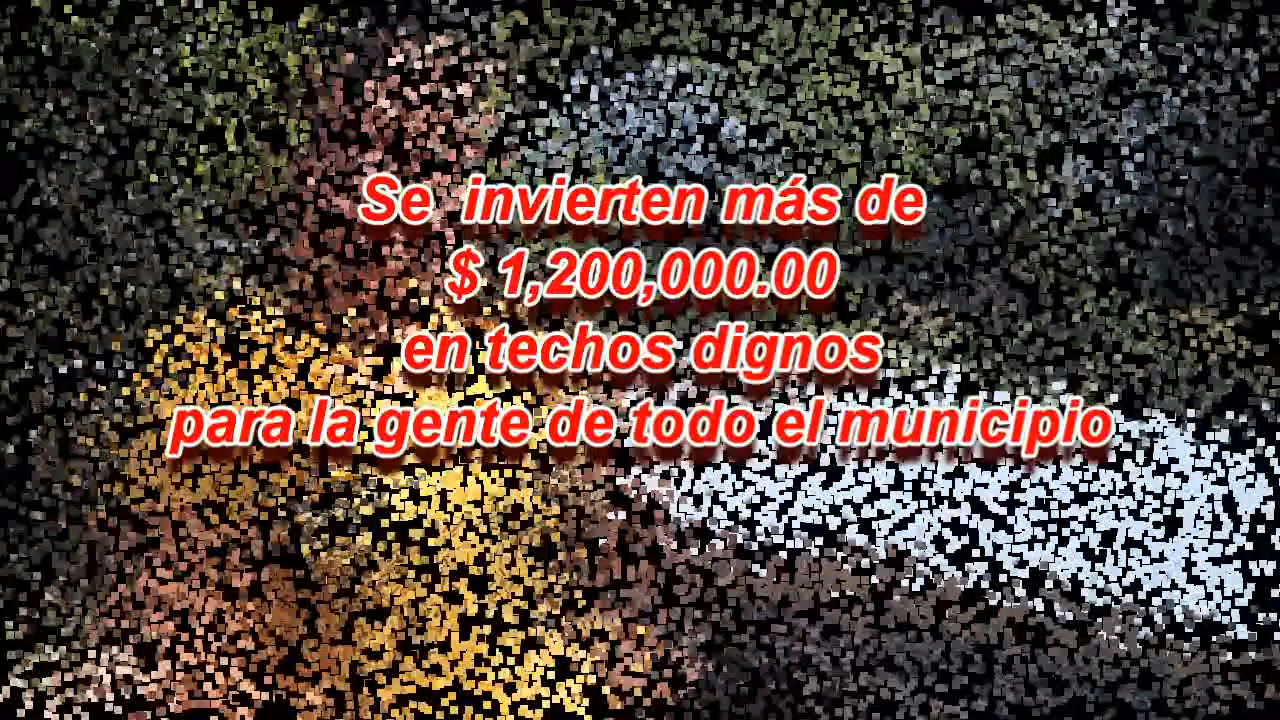 Se invierten más de
$ 1,200,000.00
en techos dignos
para la gente de todo el municipio